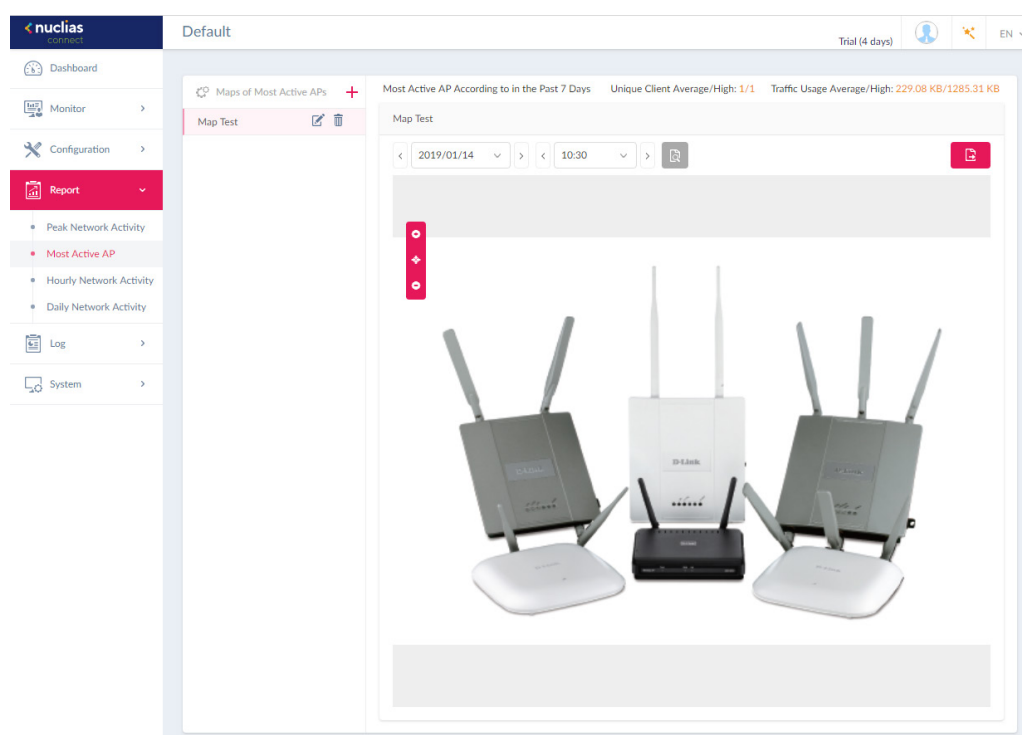 nuclias
connect
Default
Trial (4 days)
EN
Dashboard
Monitor
Configuration
Report
Peak Network Activity
Most Active AP
Hourly Network Activity
Daily Network Activity
Log
System
Maps of Most Active APs
Map Test
Most Active AP According to in the Past 7 Days Unique Client Average/High: 1/1 Traffic Usage Average/High: 229.08 KB/1285.31 KB
Map Test
2019/01/14 10:30
D-Link
D-Link